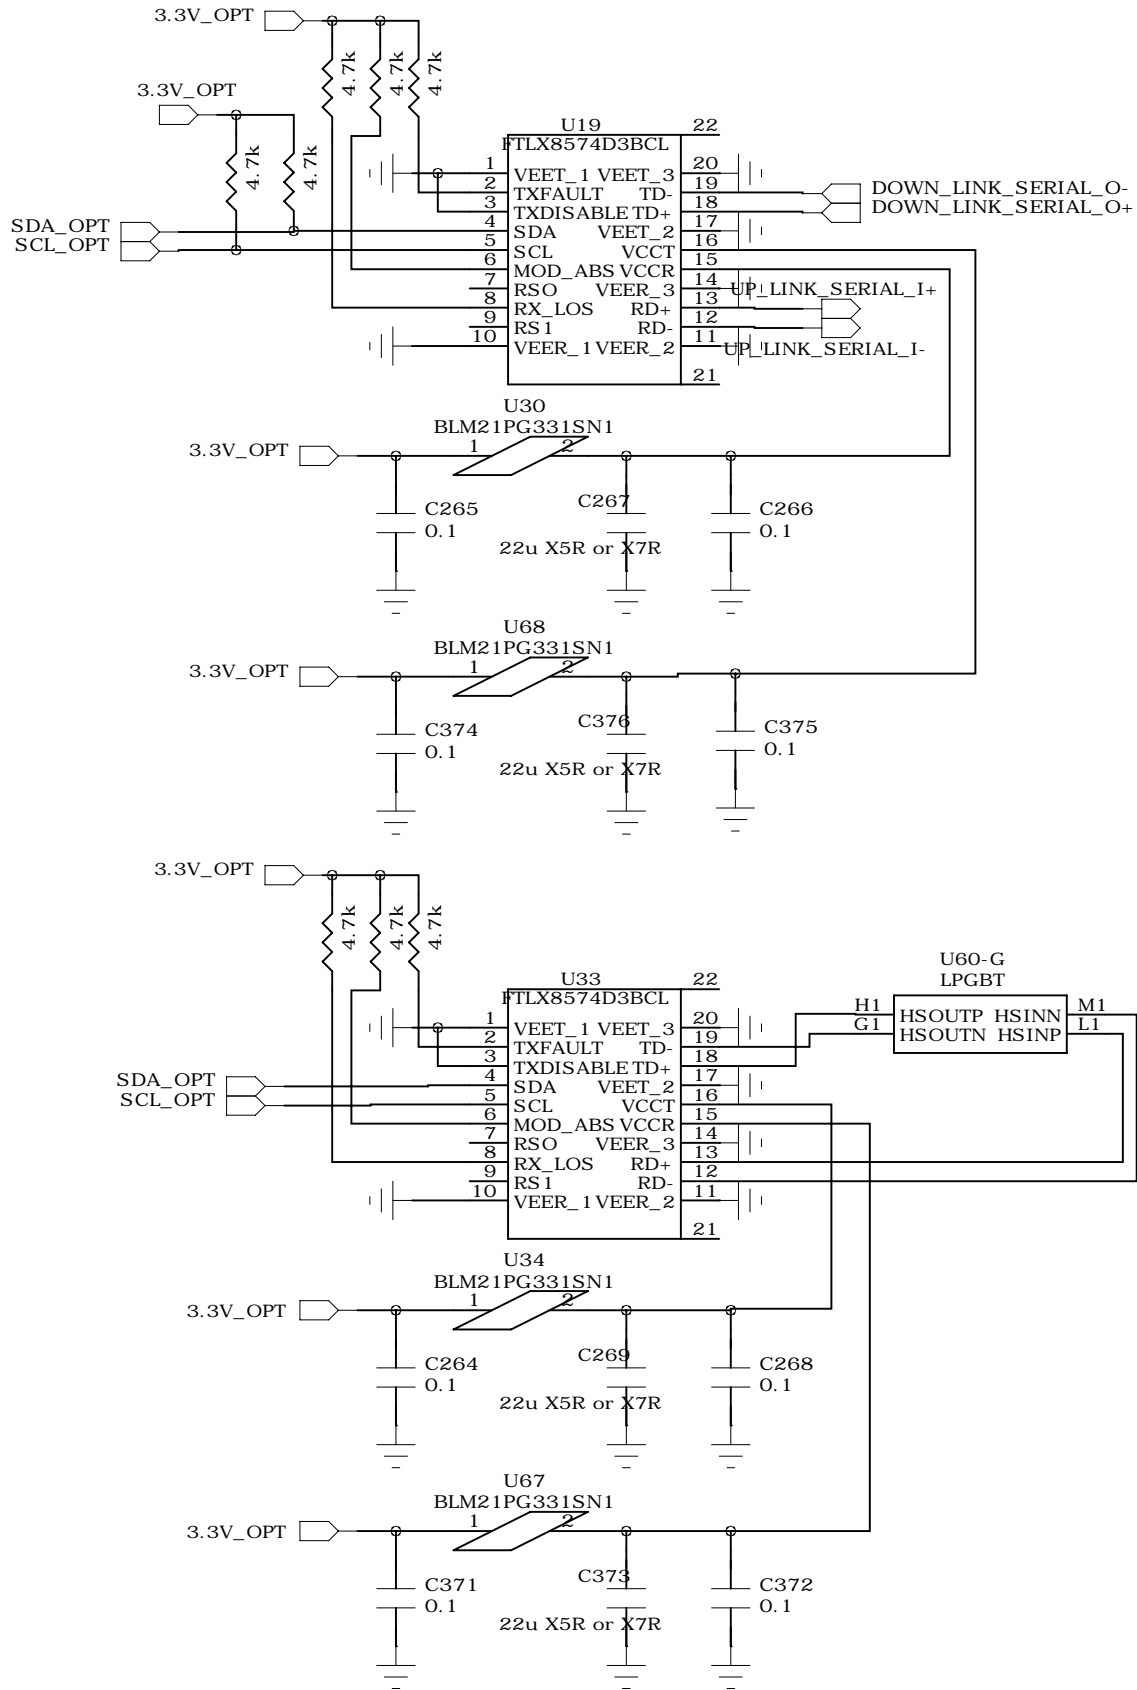 3.3V_OPT
4.7k 4.7k 4.7k
3.3V_OPT
4.7k 4.7k
U19
FTLX8574D3BCL
22
1 VEET_1 VEET_3 20
2 TXFAULT TD- 19
3 TXDISABLE TD+ 18
4 SDA VEET_2 17
5 SCL VCCT 16
6 MOD_ABS VCCR 15
7 RSO VEER_3 14
8 RX_LOS RD+ 13
9 RS1 RD- 12
10 VEER_1 VEER_2 11
21
DOWN_LINK_SERIAL_O-
DOWN_LINK_SERIAL_O+
SDA_OPT
SCL_OPT
UP_LINK_SERIAL_I+
UP_LINK_SERIAL_I-
U30
BLM21PG331SN1
3.3V_OPT 1 2
C265 0.1
C267 22u X5R or X7R
C266 0.1
U68
BLM21PG331SN1
3.3V_OPT 1 2
C374 0.1
C376 22u X5R or X7R
C375 0.1
3.3V_OPT
4.7k 4.7k 4.7k
U33
FTLX8574D3BCL
22
1 VEET_1 VEET_3 20
2 TXFAULT TD- 19
3 TXDISABLE TD+ 18
4 SDA VEET_2 17
5 SCL VCCT 16
6 MOD_ABS VCCR 15
7 RSO VEER_3 14
8 RX_LOS RD+ 13
9 RS1 RD- 12
10 VEER_1 VEER_2 11
21
SDA_OPT
SCL_OPT
U60-G
LPGBT
H1 HSOUTP HSINN M1
G1 HSOUTN HSINP L1
U34
BLM21PG331SN1
3.3V_OPT 1 2
C264 0.1
C269 22u X5R or X7R
C268 0.1
U67
BLM21PG331SN1
3.3V_OPT 1 2
C371 0.1
C373 22u X5R or X7R
C372 0.1